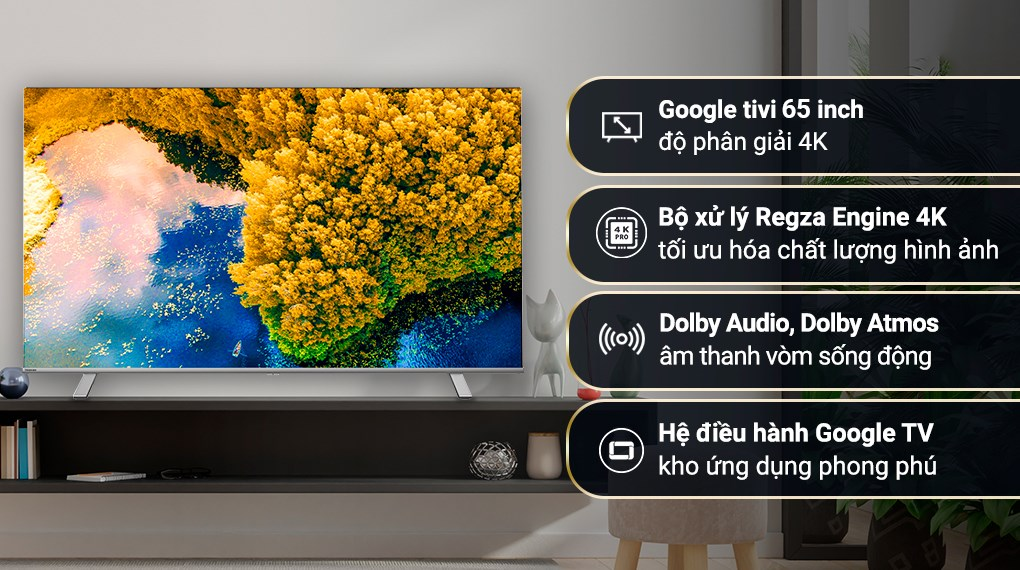 Google tivi 65 inch
độ phân giải 4K
4K
PRO
Bộ xử lý Regza Engine 4K
tối ưu hóa chất lượng hình ảnh
Dolby Audio, Dolby Atmos
âm thanh vòm sống động
Hệ điều hành Google TV
kho ứng dụng phong phú